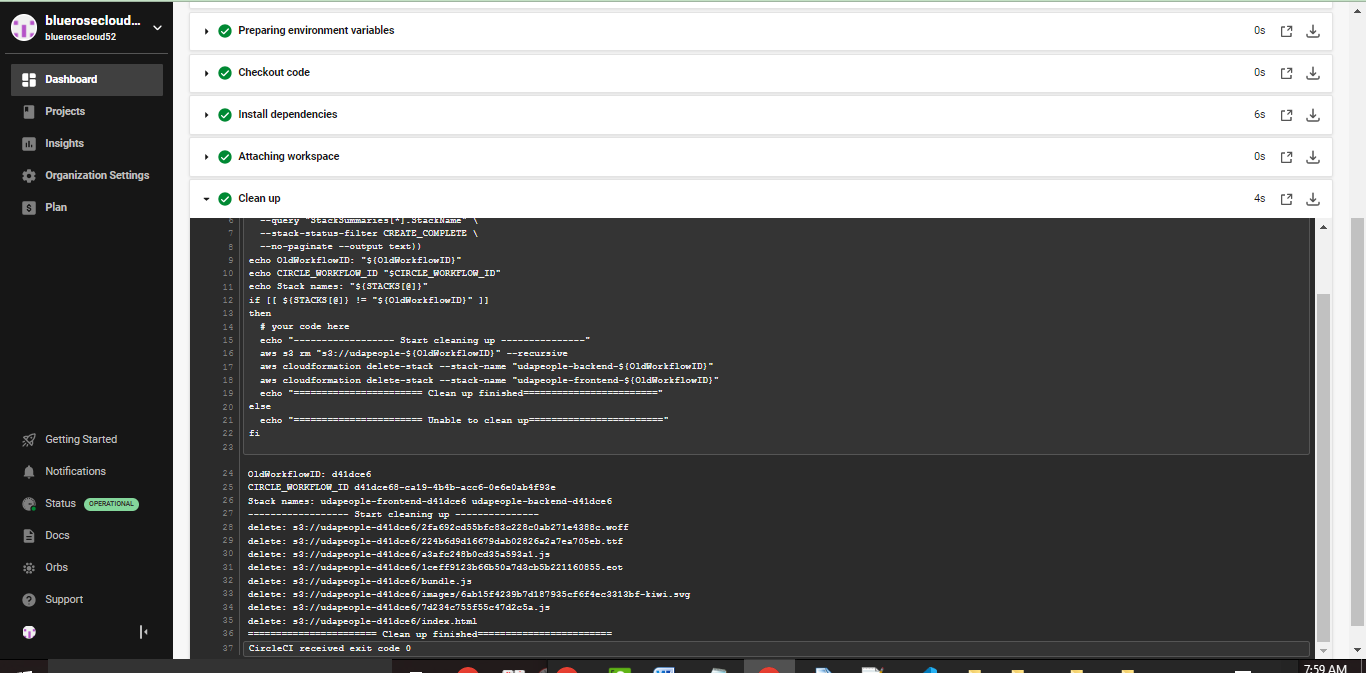 bluerosecloud...
bluerosecloud52
Dashboard
Projects
Insights
Organization Settings
$ Plan
Getting Started
Notifications
Status OPERATIONAL
Docs
Orbs
? Support
Preparing environment variables 0s
Checkout code 0s
Install dependencies 6s
Attaching workspace 0s
Clean up 4s
6 --query "StackSummaries[*].StackName" \
7 --stack-status-filter CREATE_COMPLETE \
8 --no-paginate --output text))
9 echo OldWorkflowID: "${OldWorkflowID}"
10 echo CIRCLE_WORKFLOW_ID "$CIRCLE_WORKFLOW_ID"
11 echo Stack names: "${STACKS[@]}"
12 if [[ ${STACKS[@]} != "${OldWorkflowID}" ]]
13 then
14 # your code here
15 echo "------------------ Start cleaning up ---------------"
16 aws s3 rm "s3://udapeople-${OldWorkflowID}" --recursive
17 aws cloudformation delete-stack --stack-name "udapeople-backend-${OldWorkflowID}"
18 aws cloudformation delete-stack --stack-name "udapeople-frontend-${OldWorkflowID}"
19 echo "======================= Clean up finished========================"
20 else
21 echo "======================= Unable to clean up========================"
22 fi
23
24 OldWorkflowID: d41dce6
25 CIRCLE_WORKFLOW_ID d41dce68-ca19-4b4b-acc6-0e6e0ab4f93e
26 Stack names: udapeople-frontend-d41dce6 udapeople-backend-d41dce6
27 ------------------ Start cleaning up ---------------
28 delete: s3://udapeople-d41dce6/2fa692cd55bfc83c228c0ab271e4388c.woff
29 delete: s3://udapeople-d41dce6/224b6d9d16679dab02826a2a7ea705eb.ttf
30 delete: s3://udapeople-d41dce6/a3afc248b0cd35a593a1.js
31 delete: s3://udapeople-d41dce6/1ceff9123b66b50a7d3cb5b221160855.eot
32 delete: s3://udapeople-d41dce6/bundle.js
33 delete: s3://udapeople-d41dce6/images/6ab15f4239b7d187935cf6f4ec3313bf-kiwi.svg
34 delete: s3://udapeople-d41dce6/7d234c755f55c47d2c5a.js
35 delete: s3://udapeople-d41dce6/index.html
36 ======================= Clean up finished========================
37 CircleCI received exit code 0
7:59 AM